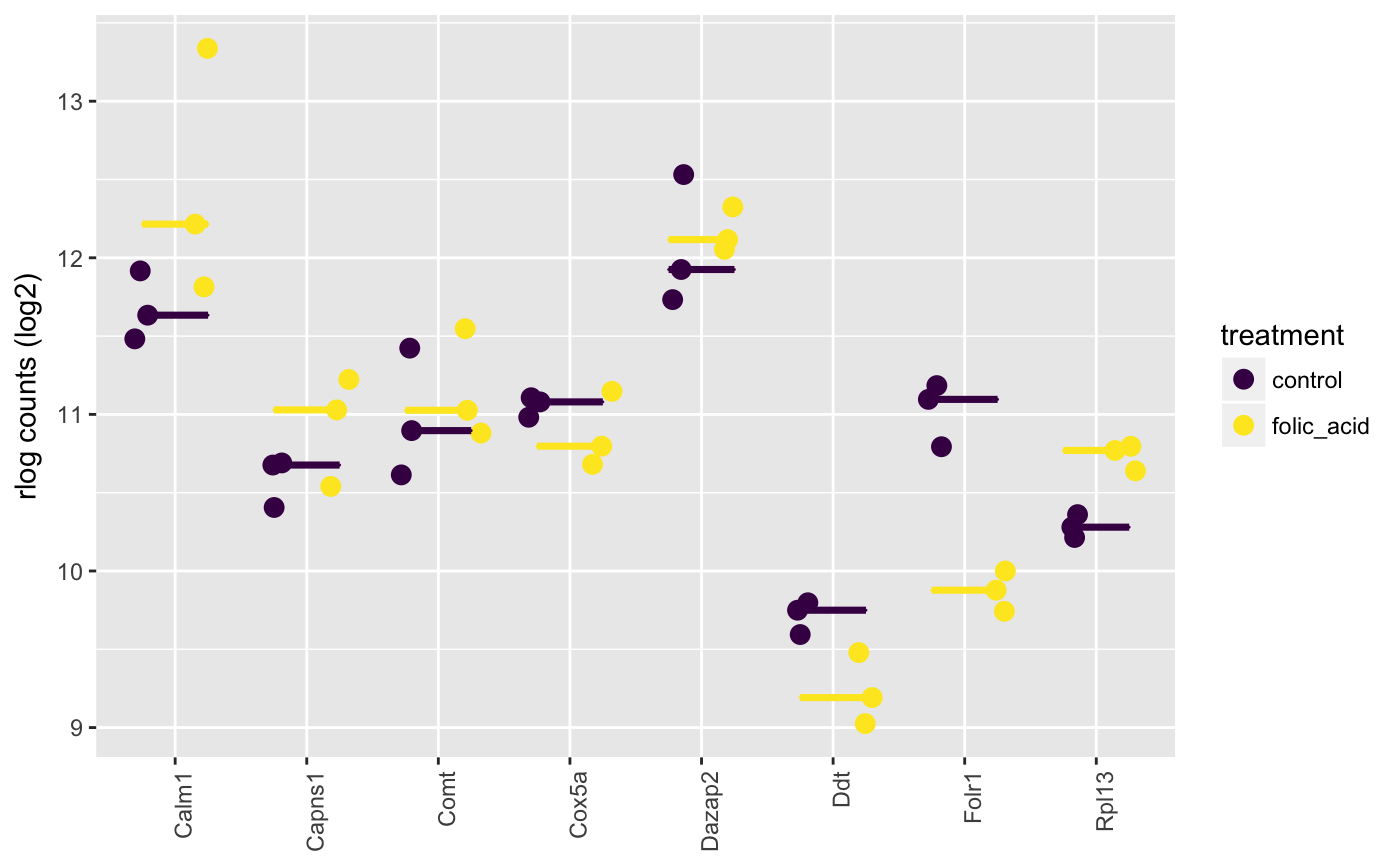 rlog counts (log2)
13
12
11
10
9
Calm1
Capns1
Comt
Cox5a
Dazap2
Ddt
Folr1
Rpl13
treatment
control
folic_acid